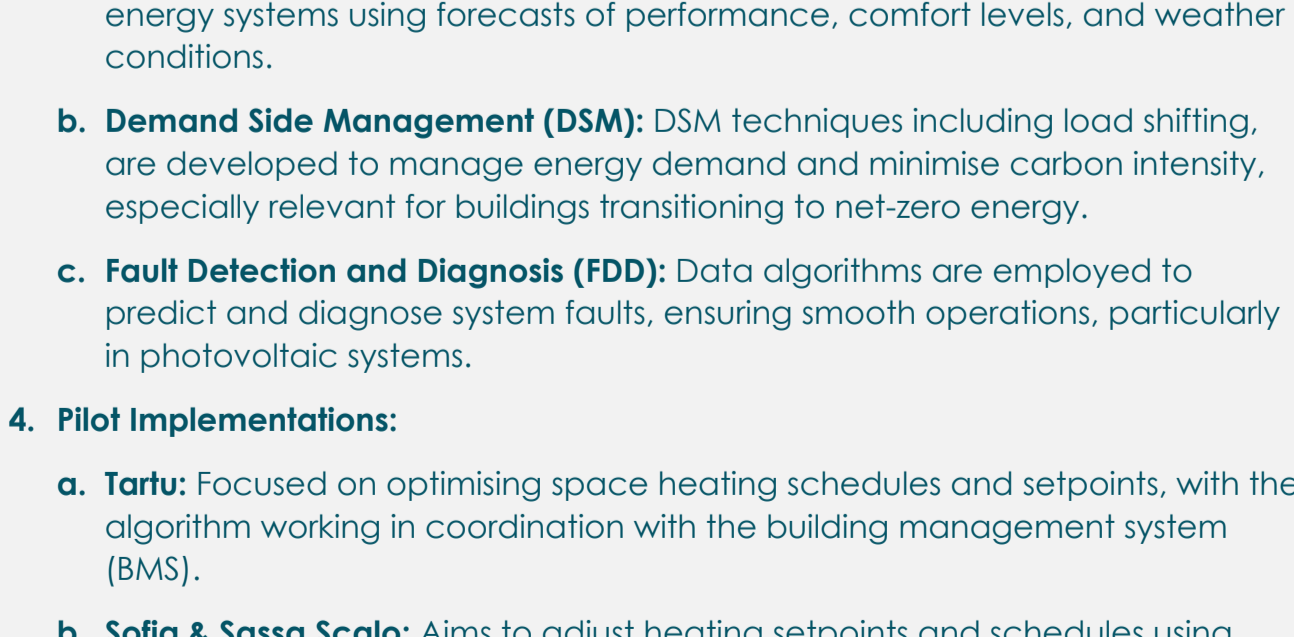 energy systems using forecasts of performance, comfort levels, and weather
conditions.
b. Demand Side Management (DSM): DSM techniques including load shifting,
are developed to manage energy demand and minimise carbon intensity,
especially relevant for buildings transitioning to net-zero energy.
c. Fault Detection and Diagnosis (FDD): Data algorithms are employed to
predict and diagnose system faults, ensuring smooth operations, particularly
in photovoltaic systems.
4. Pilot Implementations:
a. Tartu: Focused on optimising space heating schedules and setpoints, with the
algorithm working in coordination with the building management system
(BMS).
b. Sofia & Sassa Scalo: Aims to adjust heating setpoints and schedules using